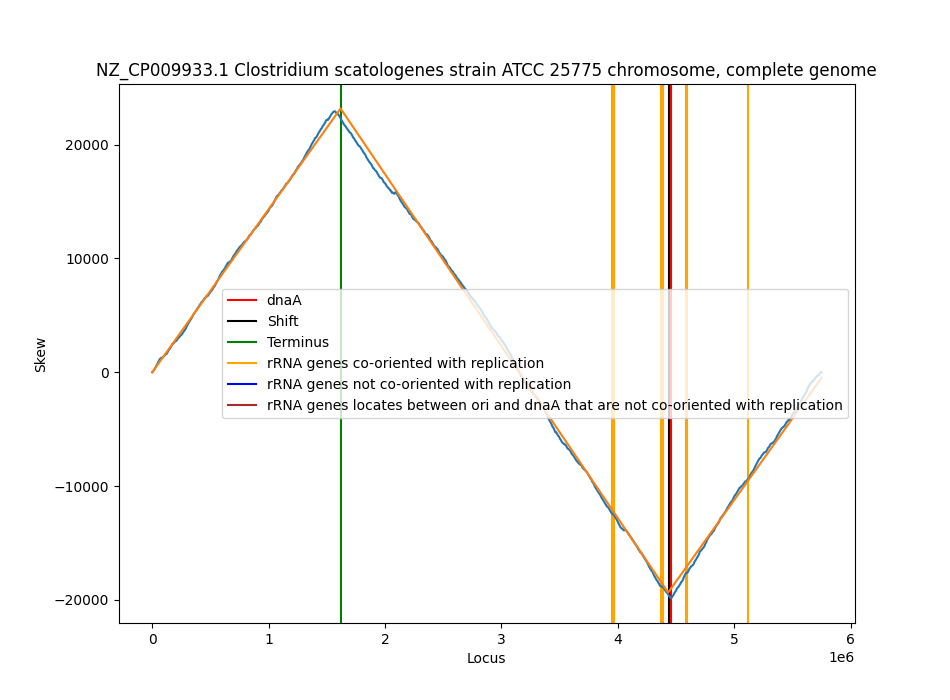 NZ_CP009933.1 Clostridium scatologenes strain ATCC 25775 chromosome, complete genome
20000
10000
0
−10000
−20000
Skew
dnaA
Shift
Terminus
rRNA genes co-oriented with replication
rRNA genes not co-oriented with replication
rRNA genes locates between ori and dnaA that are not co-oriented with replication
0 1 2 3 4 5 6
1e6
Locus